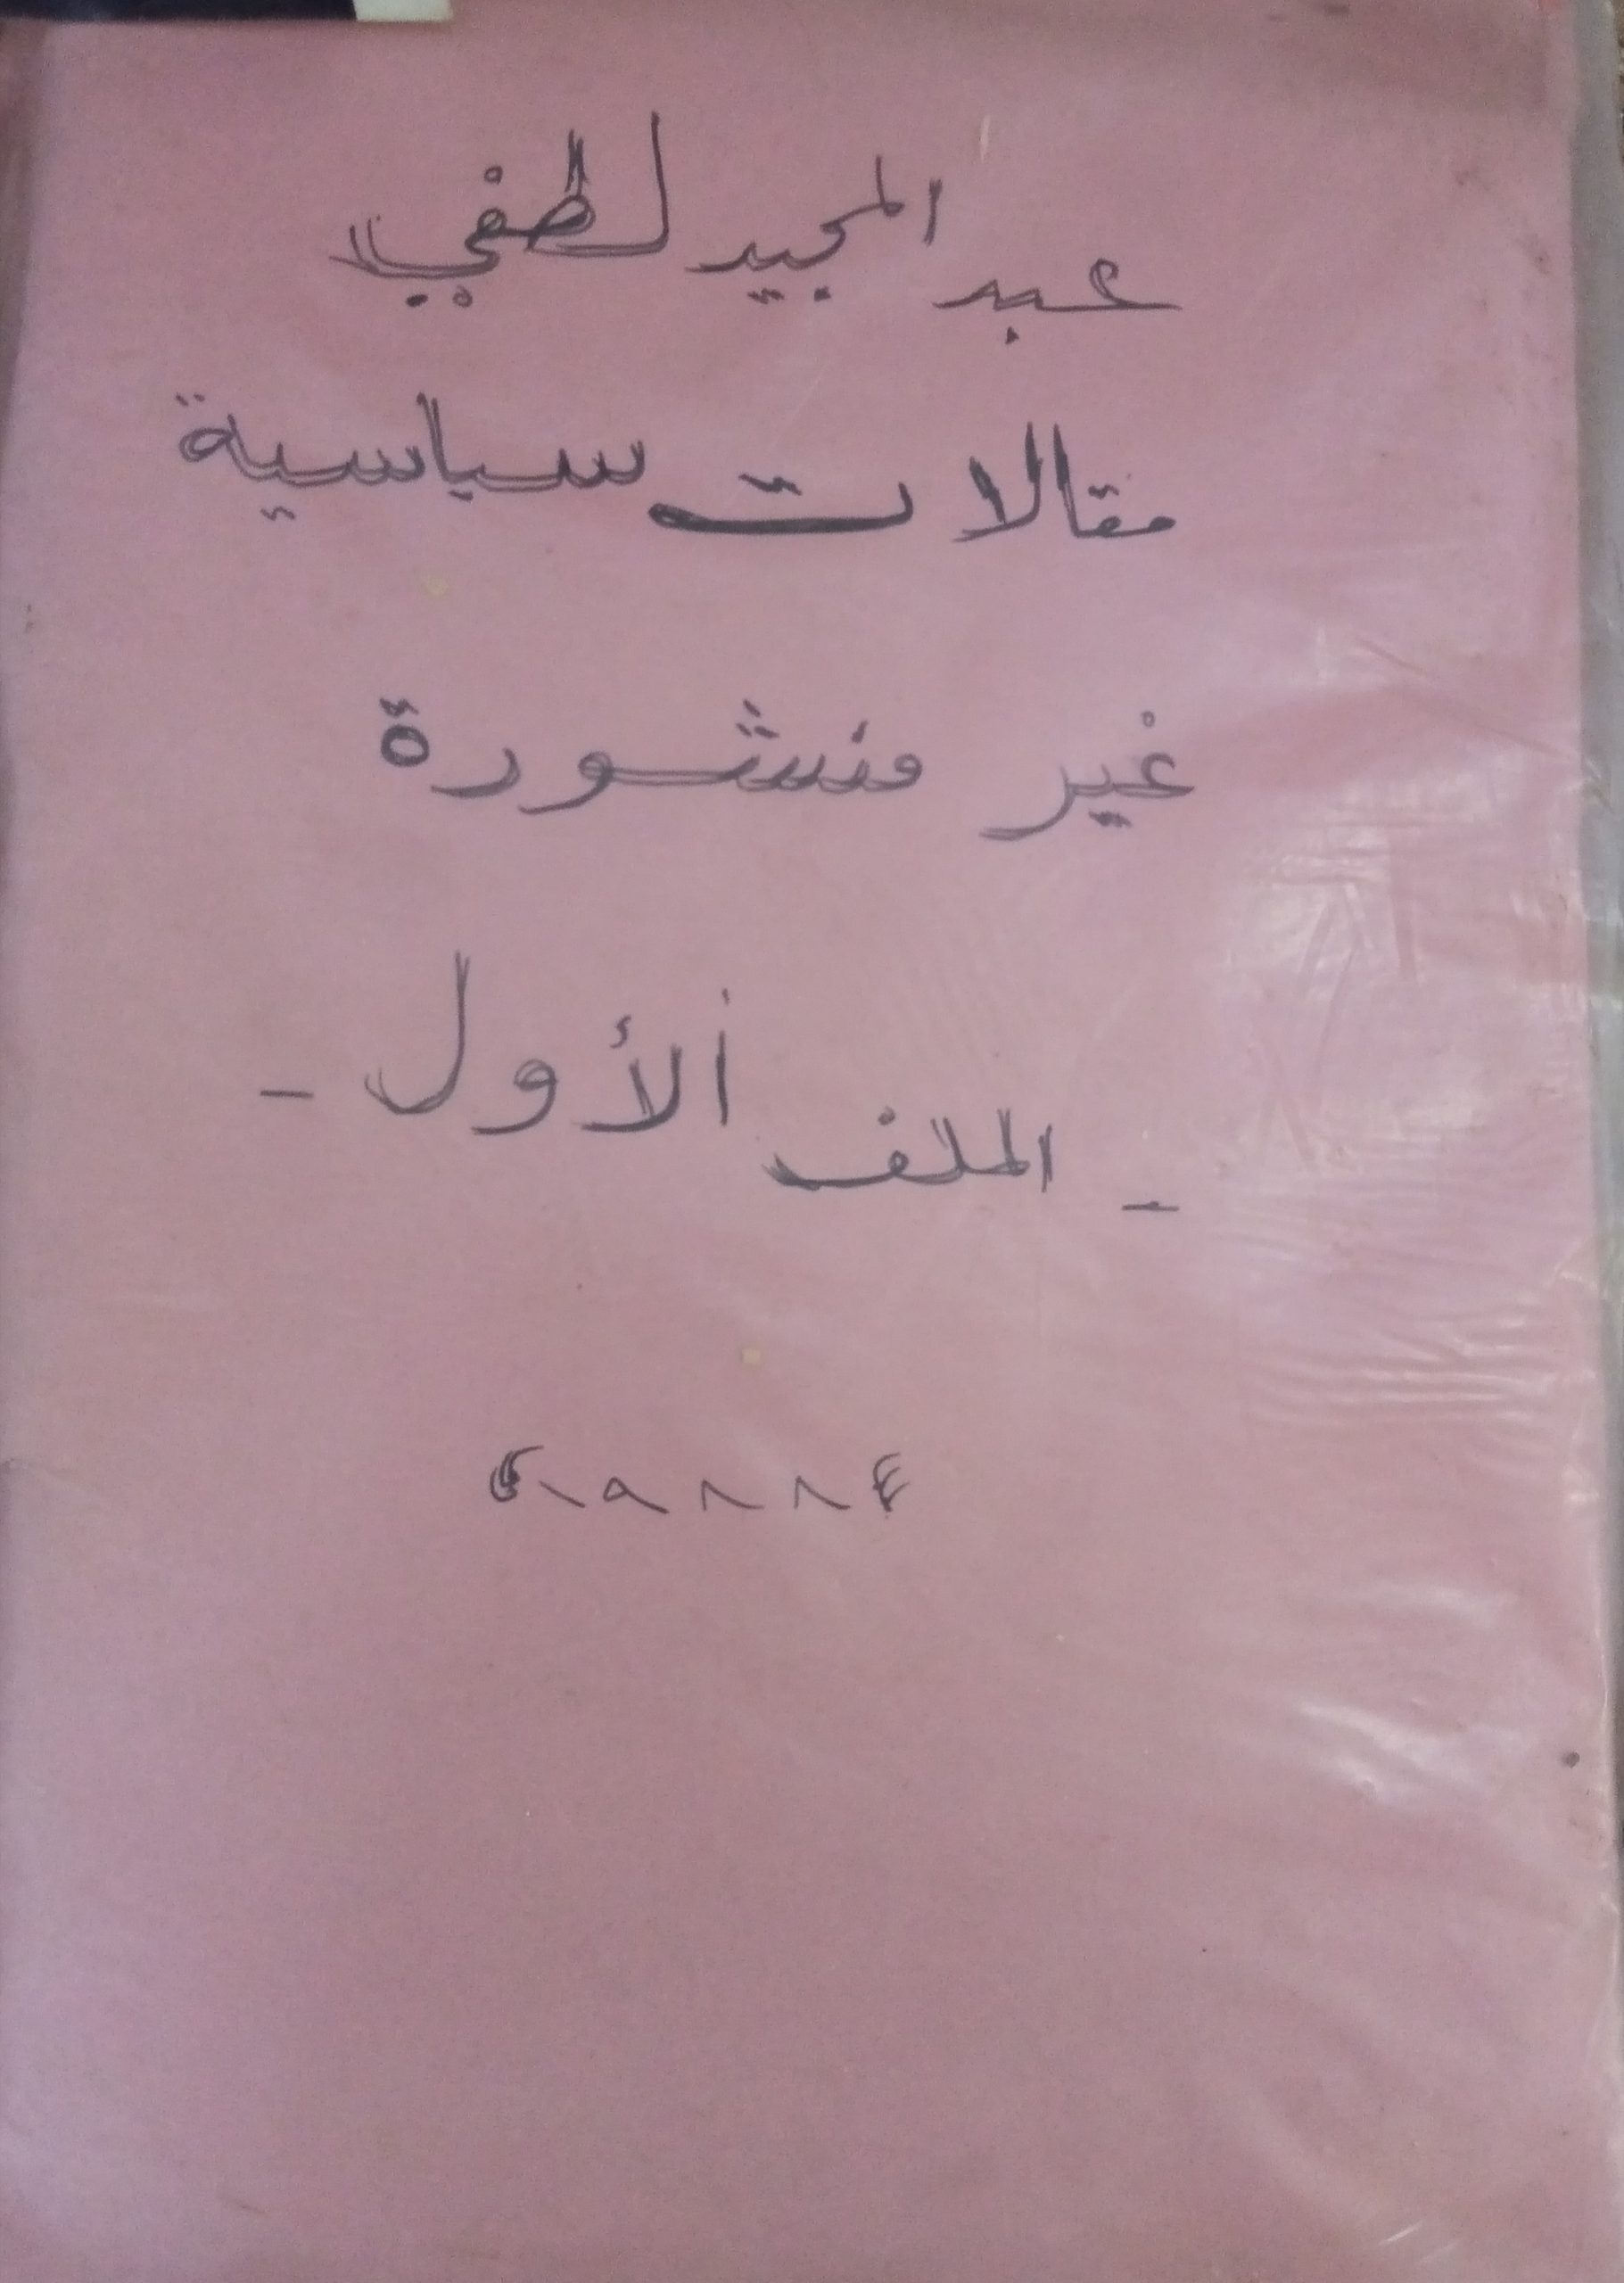 عبد المجيد لطفي
مقالات سياسية
غير منشورة
- الملف الأول -